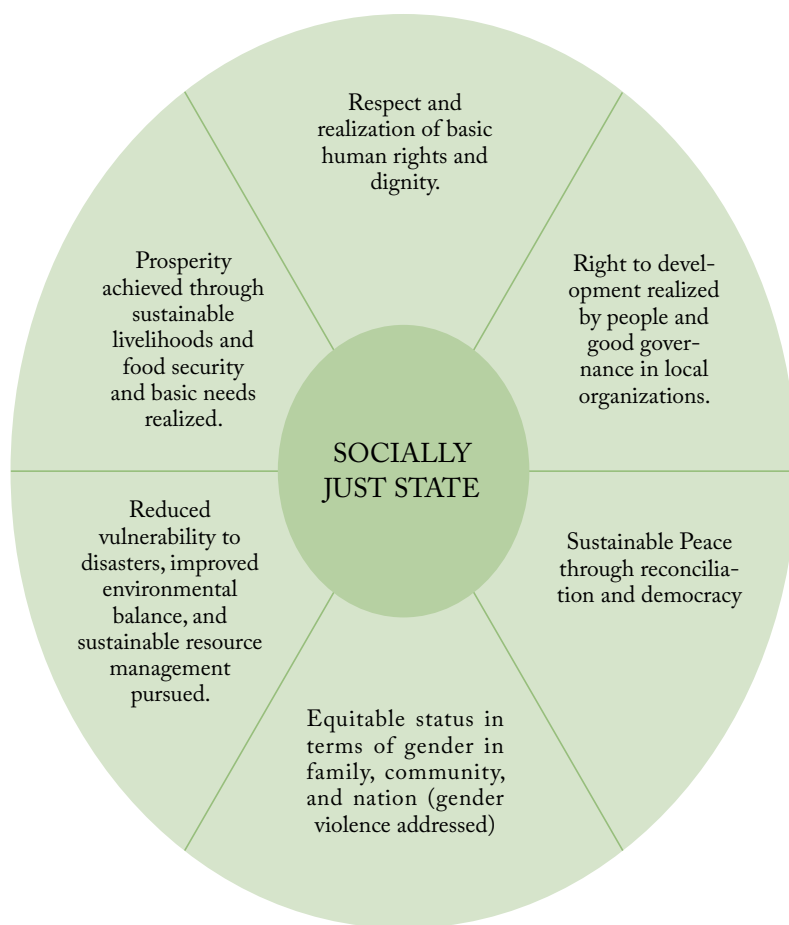 Respect and
realization of basic
human rights and
dignity.
Right to devel-
opment realized
by people and
good gover-
nance in local
organizations.
Sustainable Peace
through reconcilia-
tion and democracy
Equitable status in
terms of gender in
family, community,
and nation (gender
violence addressed)
Reduced
vulnerability to
disasters, improved
environmental
balance, and
sustainable resource
management
pursued.
Prosperity
achieved through
sustainable
livelihoods and
food security
and basic needs
realized.
SOCIALLY
JUST STATE